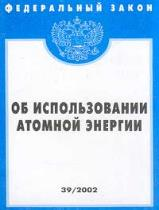 ФЕДЕРАЛЬНЫЙ ЗАКОН
ОБ ИСПОЛЬЗОВАНИИ
АТОМНОЙ ЭНЕРГИИ
39/2002